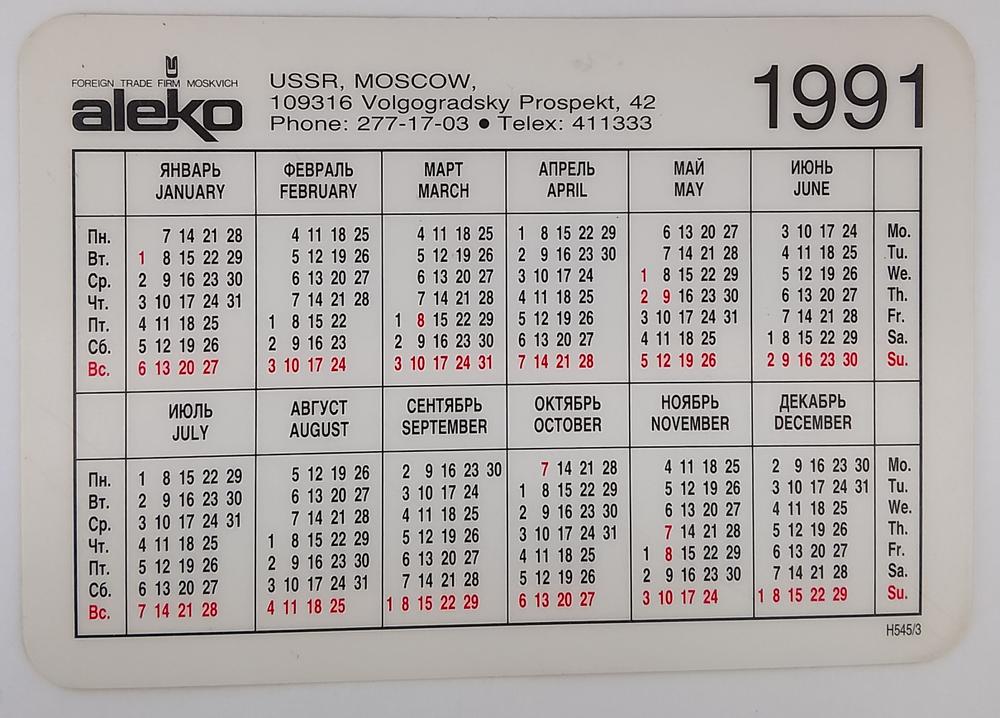 FOREIGN TRADE FIRM MOSKVICH
aleko
USSR, MOSCOW,
109316 Volgogradsky Prospekt, 42
Phone: 277-17-03 ● Telex: 411333
1991
ЯНВАРЬ ФЕВРАЛЬ МАРТ АПРЕЛЬ МАЙ ИЮНЬ
JANUARY FEBRUARY MARCH APRIL MAY JUNE
Пн. 7 14 21 28 4 11 18 25 4 11 18 25 1 8 15 22 29 6 13 20 27 3 10 17 24 Mo.
Вт. 1 8 15 22 29 5 12 19 26 5 12 19 26 2 9 16 23 30 7 14 21 28 4 11 18 25 Tu.
Ср. 2 9 16 23 30 6 13 20 27 6 13 20 27 3 10 17 24 1 8 15 22 29 5 12 19 26 We.
Чт. 3 10 17 24 31 7 14 21 28 7 14 21 28 4 11 18 25 2 9 16 23 30 6 13 20 27 Th.
Пт. 4 11 18 25 1 8 15 22 1 8 15 22 29 5 12 19 26 3 10 17 24 31 7 14 21 28 Fr.
Сб. 5 12 19 26 2 9 16 23 2 9 16 23 30 6 13 20 27 4 11 18 25 1 8 15 22 29 Sa.
Вс. 6 13 20 27 3 10 17 24 3 10 17 24 31 7 14 21 28 5 12 19 26 2 9 16 23 30 Su.
ИЮЛЬ АВГУСТ СЕНТЯБРЬ ОКТЯБРЬ НОЯБРЬ ДЕКАБРЬ
JULY AUGUST SEPTEMBER OCTOBER NOVEMBER DECEMBER
Пн. 1 8 15 22 29 5 12 19 26 2 9 16 23 30 7 14 21 28 4 11 18 25 2 9 16 23 30 Mo.
Вт. 2 9 16 23 30 6 13 20 27 3 10 17 24 1 8 15 22 29 5 12 19 26 3 10 17 24 31 Tu.
Ср. 3 10 17 24 31 7 14 21 28 4 11 18 25 2 9 16 23 30 6 13 20 27 4 11 18 25 We.
Чт. 4 11 18 25 1 8 15 22 29 5 12 19 26 3 10 17 24 31 7 14 21 28 5 12 19 26 Th.
Пт. 5 12 19 26 2 9 16 23 30 6 13 20 27 4 11 18 25 1 8 15 22 29 6 13 20 27 Fr.
Сб. 6 13 20 27 3 10 17 24 31 7 14 21 28 5 12 19 26 2 9 16 23 30 7 14 21 28 Sa.
Вс. 7 14 21 28 4 11 18 25 1 8 15 22 29 6 13 20 27 3 10 17 24 1 8 15 22 29 Su.
H545/3